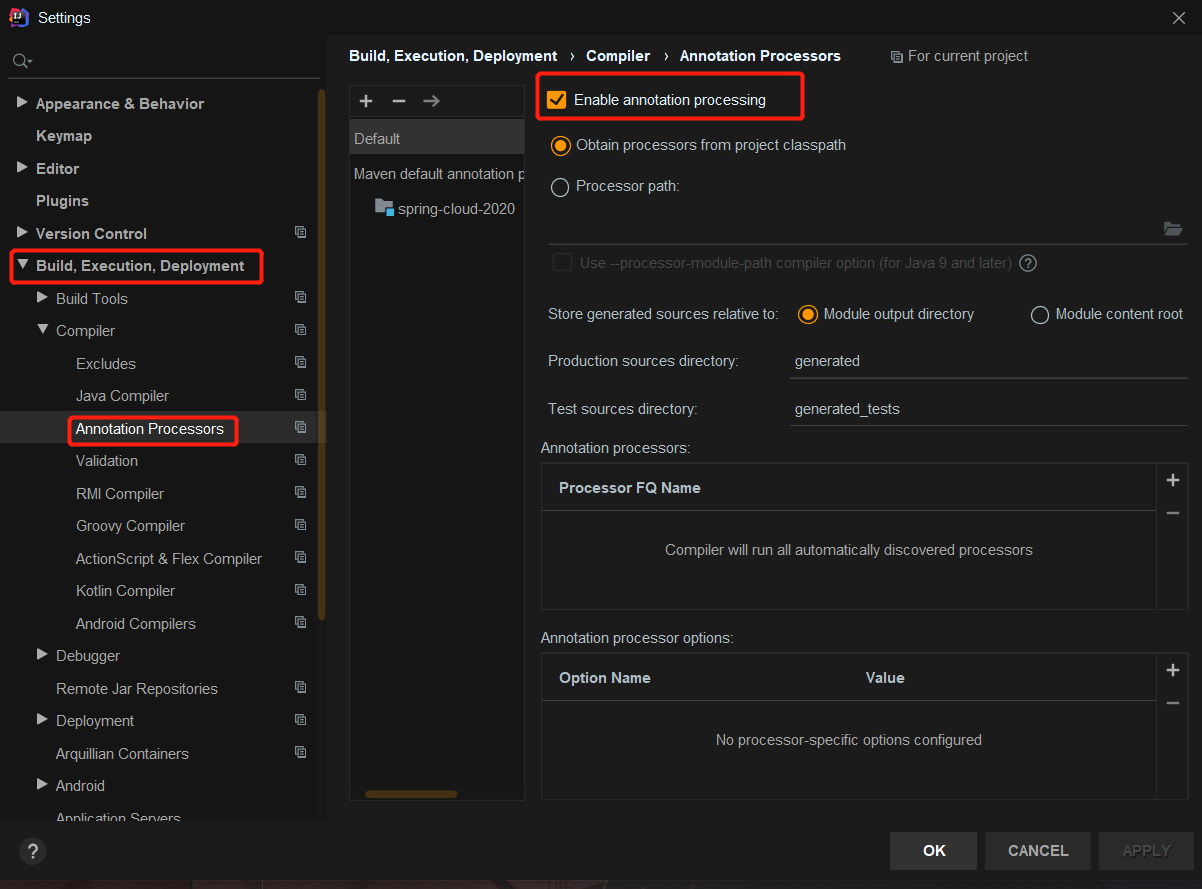 Settings
Appearance & Behavior
Keymap
Editor
Plugins
Version Control
Build, Execution, Deployment
Build Tools
Compiler
Excludes
Java Compiler
Annotation Processors
Validation
RMI Compiler
Groovy Compiler
ActionScript & Flex Compiler
Kotlin Compiler
Android Compilers
Debugger
Remote Jar Repositories
Deployment
Arquillian Containers
Android
Application Servers
Build, Execution, Deployment › Compiler › Annotation Processors
For current project
Default
Maven default annotation p
spring-cloud-2020
Enable annotation processing
Obtain processors from project classpath
Processor path:
Use --processor-module-path compiler option (for Java 9 and later) ?
Store generated sources relative to: Module output directory Module content root
Production sources directory: generated
Test sources directory: generated_tests
Annotation processors:
Processor FQ Name
Compiler will run all automatically discovered processors
Annotation processor options:
Option Name Value
No processor-specific options configured
? OK CANCEL APPLY